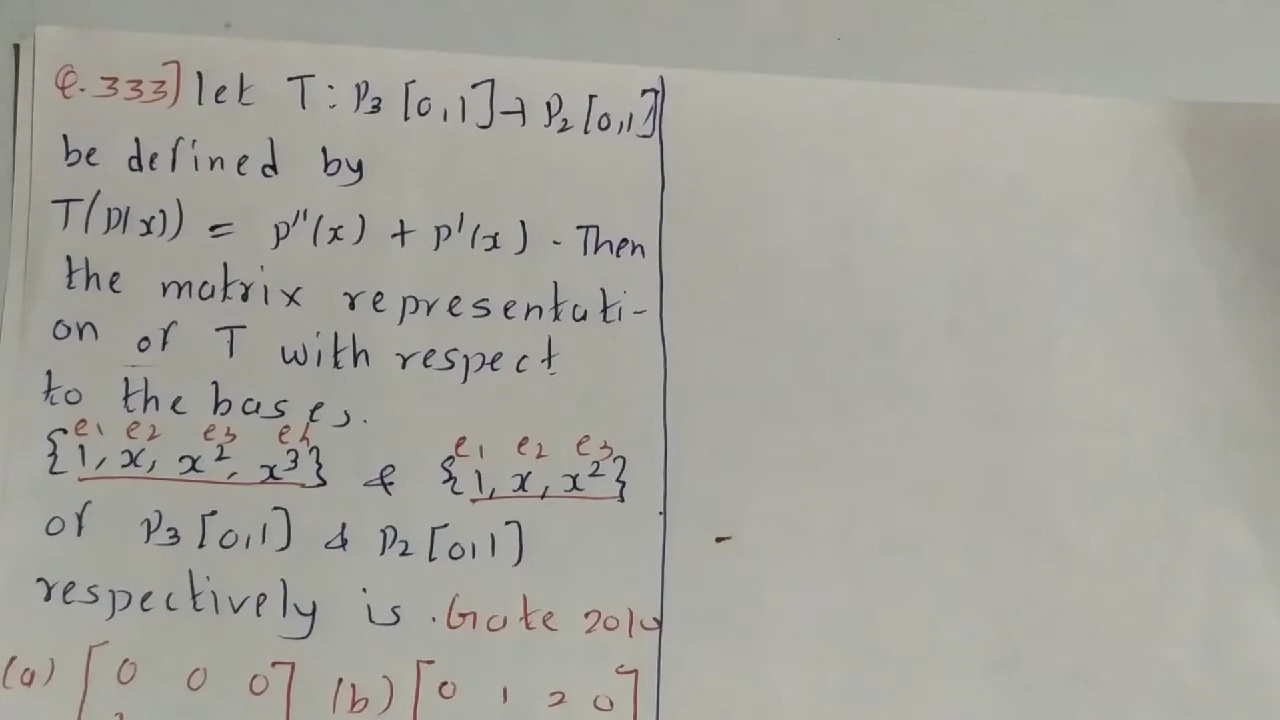 Q.333] let T: P3 [0,1] → P2 [0,1]
be defined by
T(p(x)) = p''(x) + p'(x). Then
the matrix representati-
on of T with respect
to the bases.
e1 e2 e3 e4 e1 e2 e3
{1, x, x², x³} & {1, x, x²}
of P3 [0,1] & P2 [0,1]
respectively is. Gate
(a) [0 0 0] (b) [0 1 2 0]